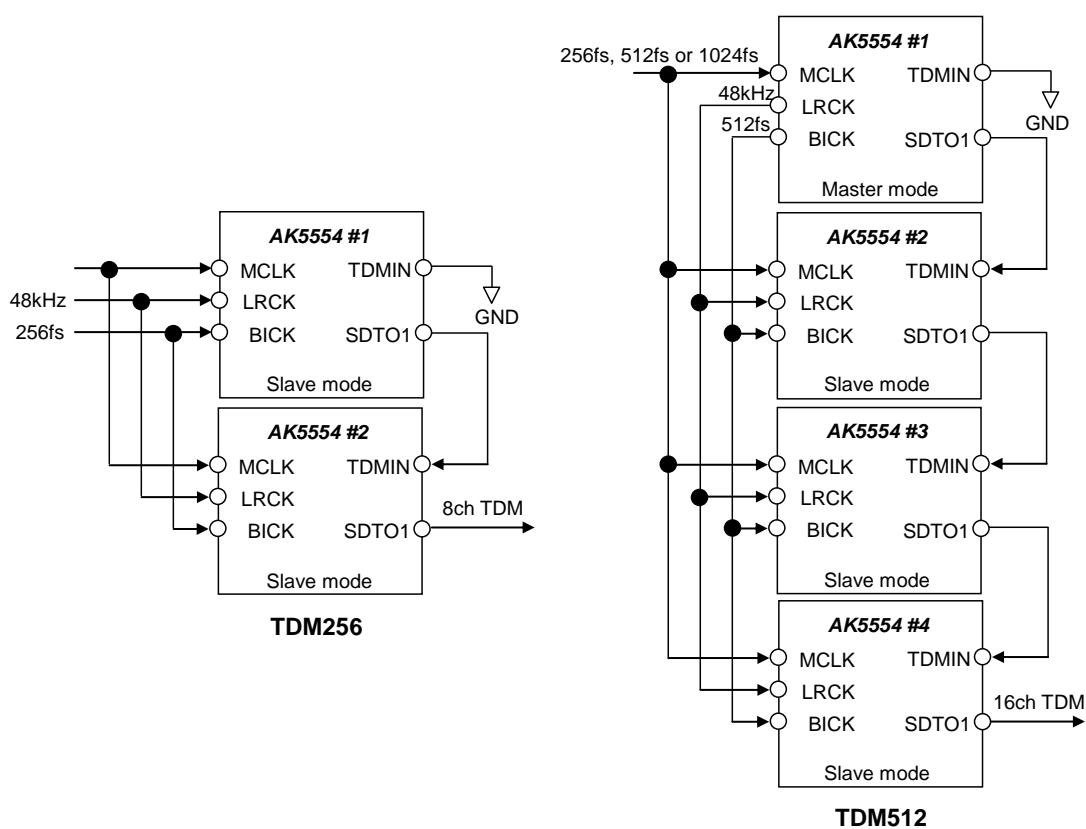 AK5554 #1
MCLK TDMIN
48kHz LRCK
GND
256fs BICK SDTO1
Slave mode
AK5554 #2
MCLK TDMIN
LRCK
8ch TDM
BICK SDTO1
Slave mode
TDM256
AK5554 #1
256fs, 512fs or 1024fs
MCLK TDMIN
48kHz
LRCK
512fs
GND
BICK SDTO1
Master mode
AK5554 #2
MCLK TDMIN
LRCK
BICK SDTO1
Slave mode
AK5554 #3
MCLK TDMIN
LRCK
BICK SDTO1
Slave mode
AK5554 #4
MCLK TDMIN
LRCK
16ch TDM
BICK SDTO1
Slave mode
TDM512